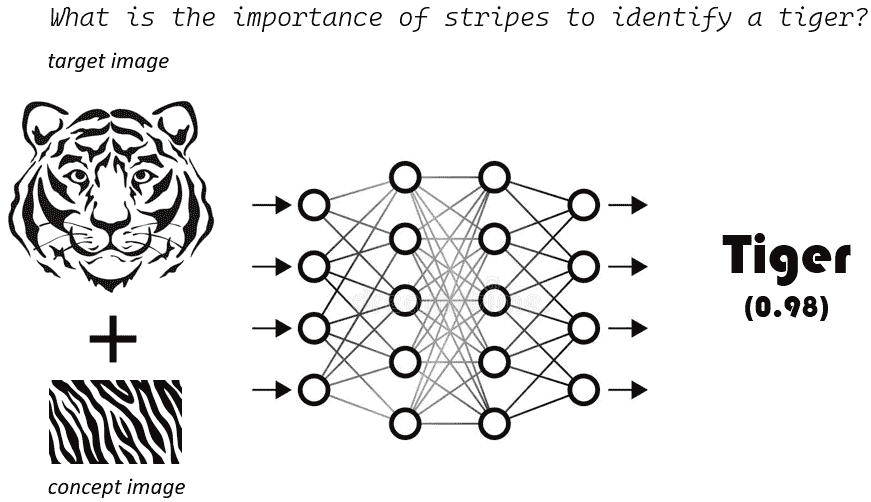 What is the importance of stripes to identify a tiger?
target image
Tiger
(0.98)
concept image